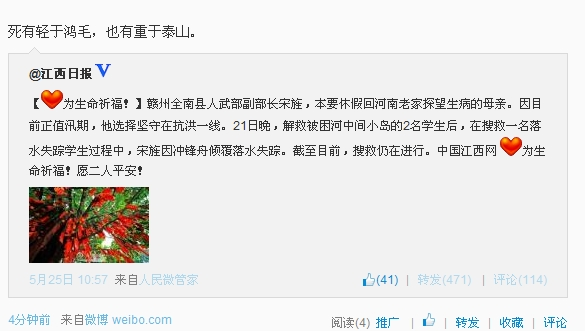 死有轻于鸿毛，也有重于泰山。
@江西日报
【为生命祈福！】赣州全南县人武部副部长宋旌，本要休假回河南老家探望生病的母亲。因目
前正值汛期，他选择坚守在抗洪一线。21日晚，解救被困河中间小岛的2名学生后，在搜救一名落
水失踪学生过程中，宋旌因冲锋舟倾覆落水失踪。截至目前，搜救仍在进行。中国江西网为生
命祈福！愿二人平安！
5月25日 10:57 来自人民微管家 (41) | 转发(471) | 评论(114)
4分钟前 来自微博 weibo.com 阅读(4) 推广 | | 转发 | 收藏 | 评论